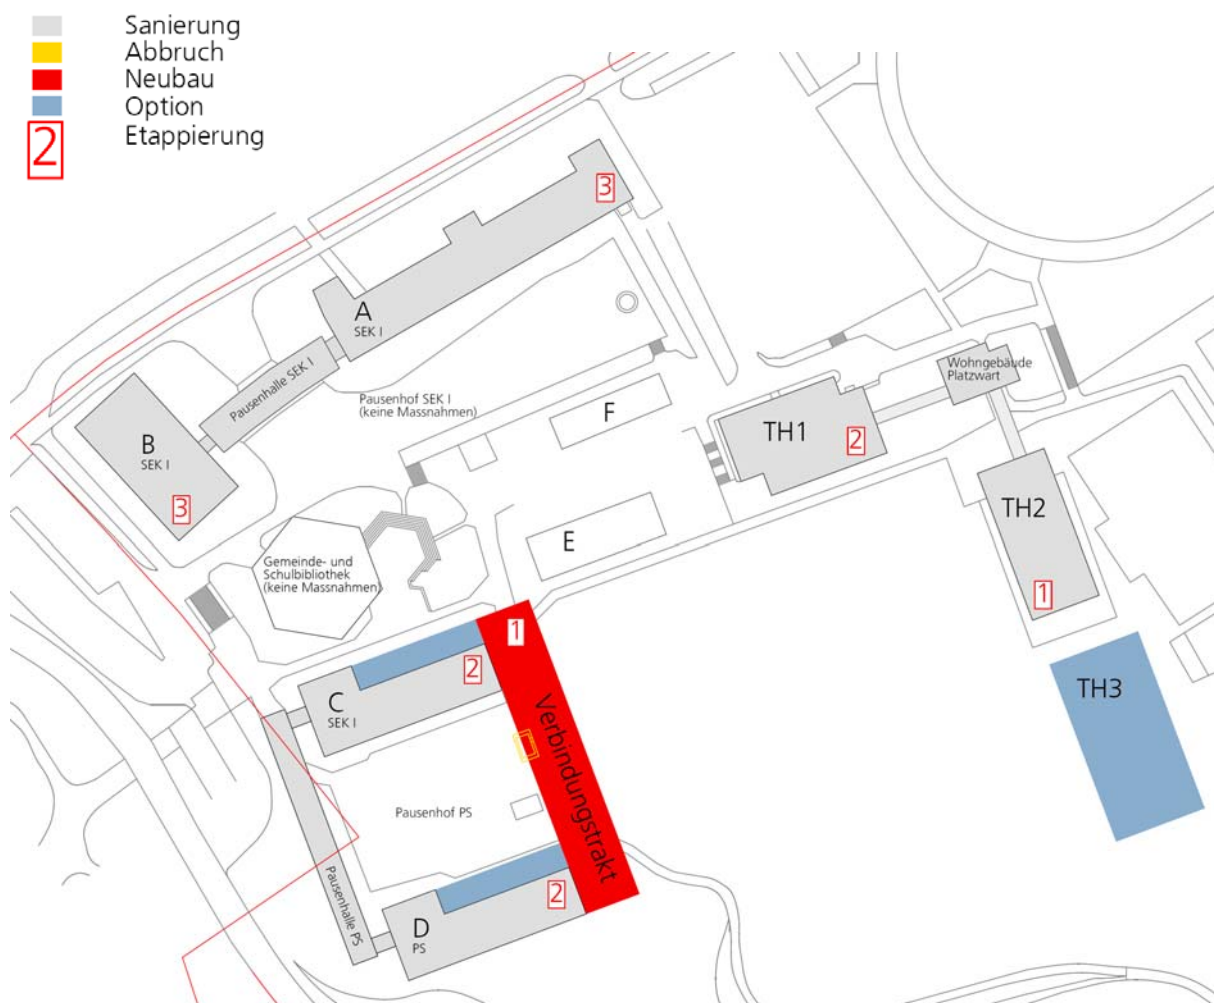 Sanierung
Abbruch
Neubau
Option
2
Etappierung
3
A
SEK I
Pausenhalle SEK I
Pausenhof SEK I
(keine Massnahmen)
Wohngebäude
Platzwart
F
TH1
2
B
SEK I
3
TH2
1
E
Gemeinde- und
Schulbibliothek
(keine Massnahmen)
1
2
C
SEK I
TH3
Verbindungstrakt
Pausenhof PS
Pausenhalle PS
2
D
PS